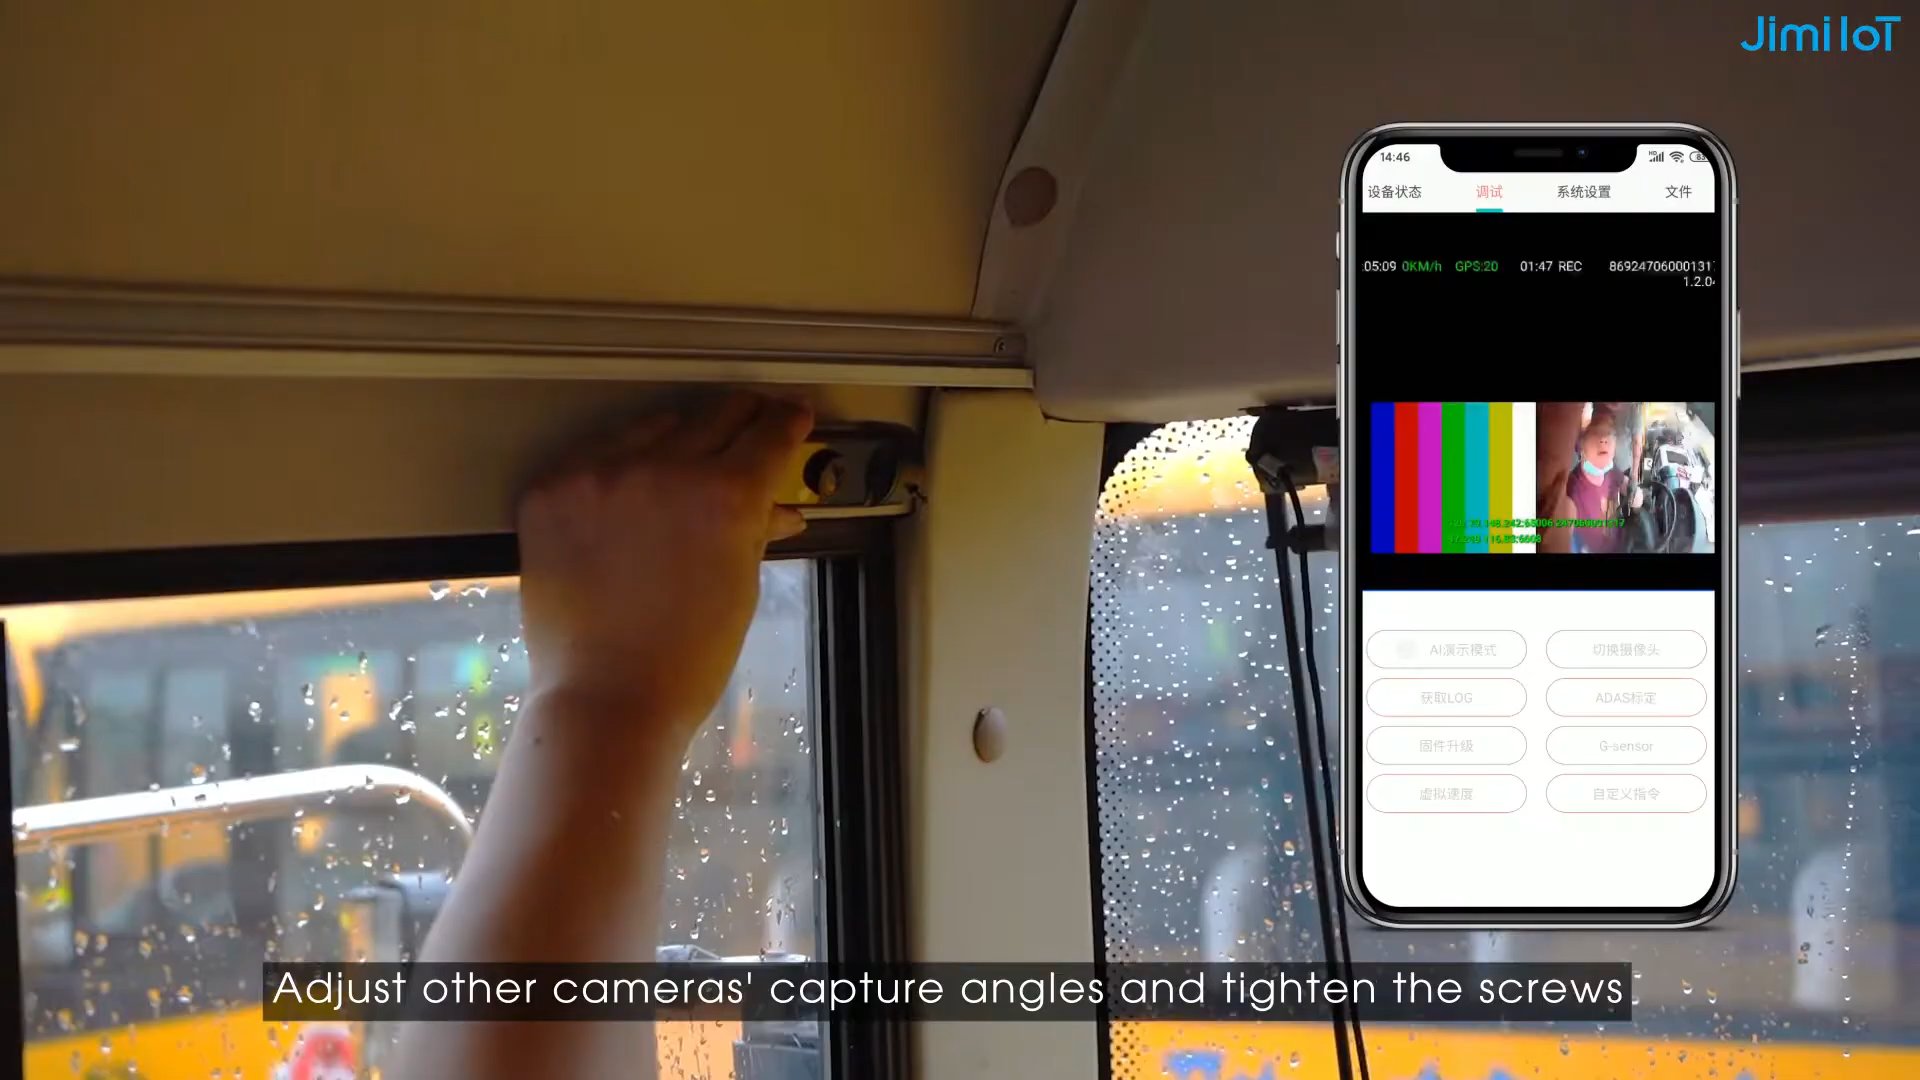 Jimi IoT
14:46
设备状态 调试 系统设置 文件
:05:09 0KM/h GPS:20 01:47 REC 869247060001317
1.2.04
AI演示模式 切换摄像头
获取LOG ADAS标定
固件升级 G-sensor
虚拟速度 自定义指令
Adjust other cameras' capture angles and tighten the screws